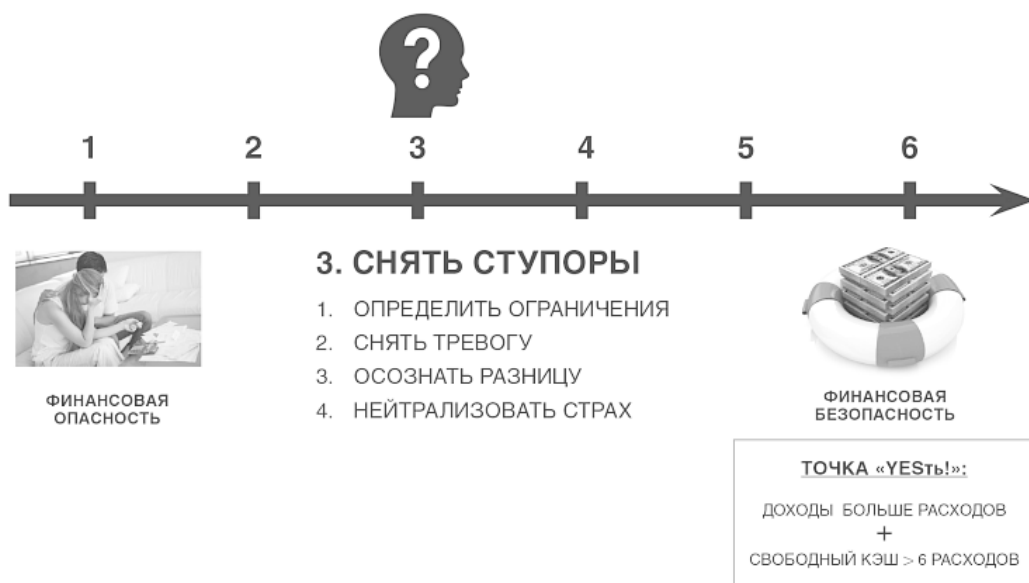 ?
1 2 3 4 5 6
3. СНЯТЬ СТУПОРЫ
1. ОПРЕДЕЛИТЬ ОГРАНИЧЕНИЯ
2. СНЯТЬ ТРЕВОГУ
3. ОСОЗНАТЬ РАЗНИЦУ
4. НЕЙТРАЛИЗОВАТЬ СТРАХ
ФИНАНСОВАЯ
ОПАСНОСТЬ
ФИНАНСОВАЯ
БЕЗОПАСНОСТЬ
ТОЧКА «YESть!»:
ДОХОДЫ БОЛЬШЕ РАСХОДОВ
+
СВОБОДНЫЙ КЭШ > 6 РАСХОДОВ